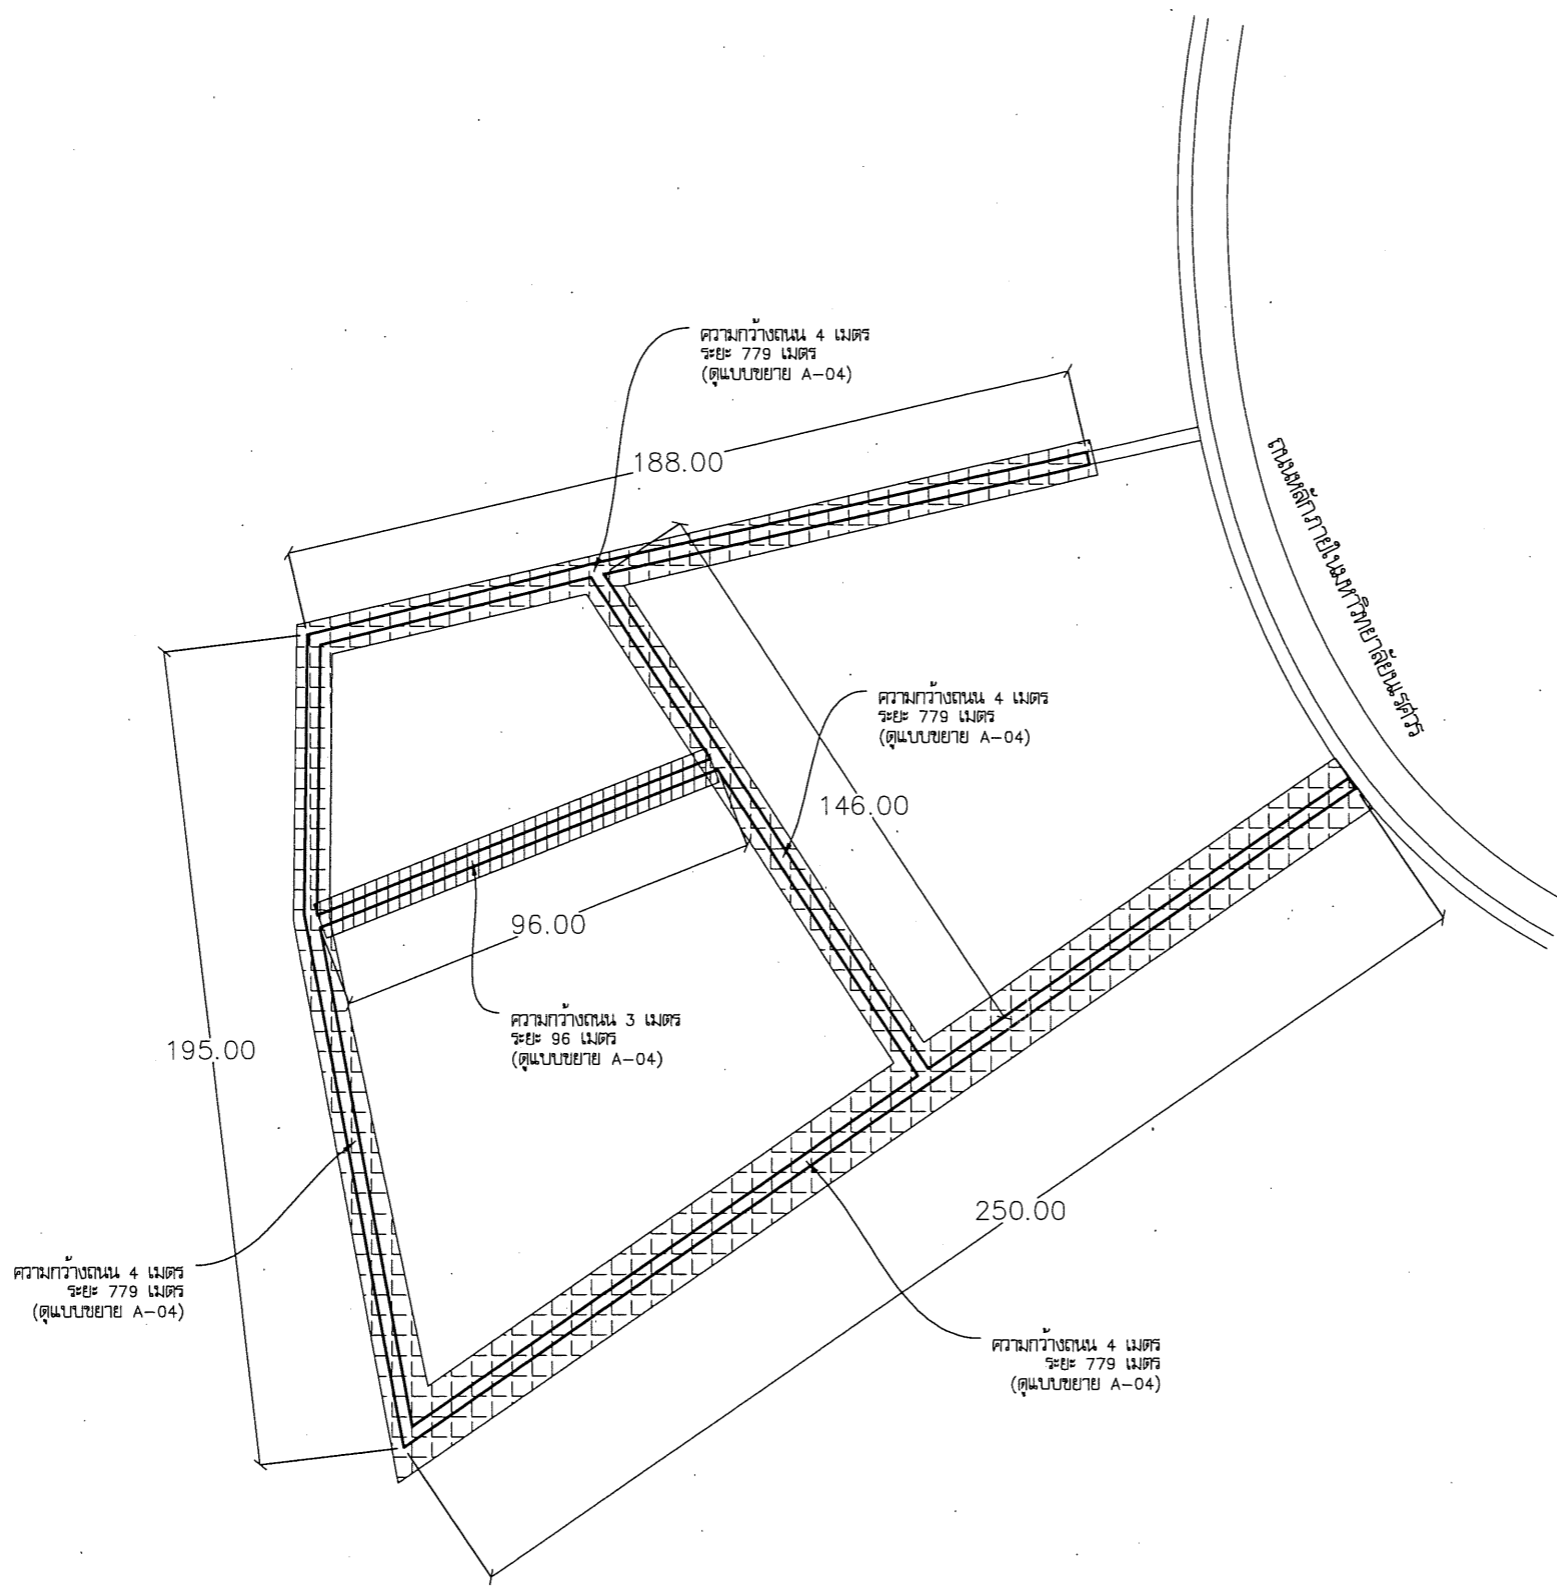 ความกว้างถนน 4 เมตร
ระยะ 779 เมตร
(ดูแบบขยาย A-04)
188.00
ถนนหลักภายในมหาวิทยาลัยนเรศวร
ความกว้างถนน 4 เมตร
ระยะ 779 เมตร
(ดูแบบขยาย A-04)
146.00
96.00
ความกว้างถนน 3 เมตร
ระยะ 96 เมตร
(ดูแบบขยาย A-04)
195.00
250.00
ความกว้างถนน 4 เมตร
ระยะ 779 เมตร
(ดูแบบขยาย A-04)
ความกว้างถนน 4 เมตร
ระยะ 779 เมตร
(ดูแบบขยาย A-04)